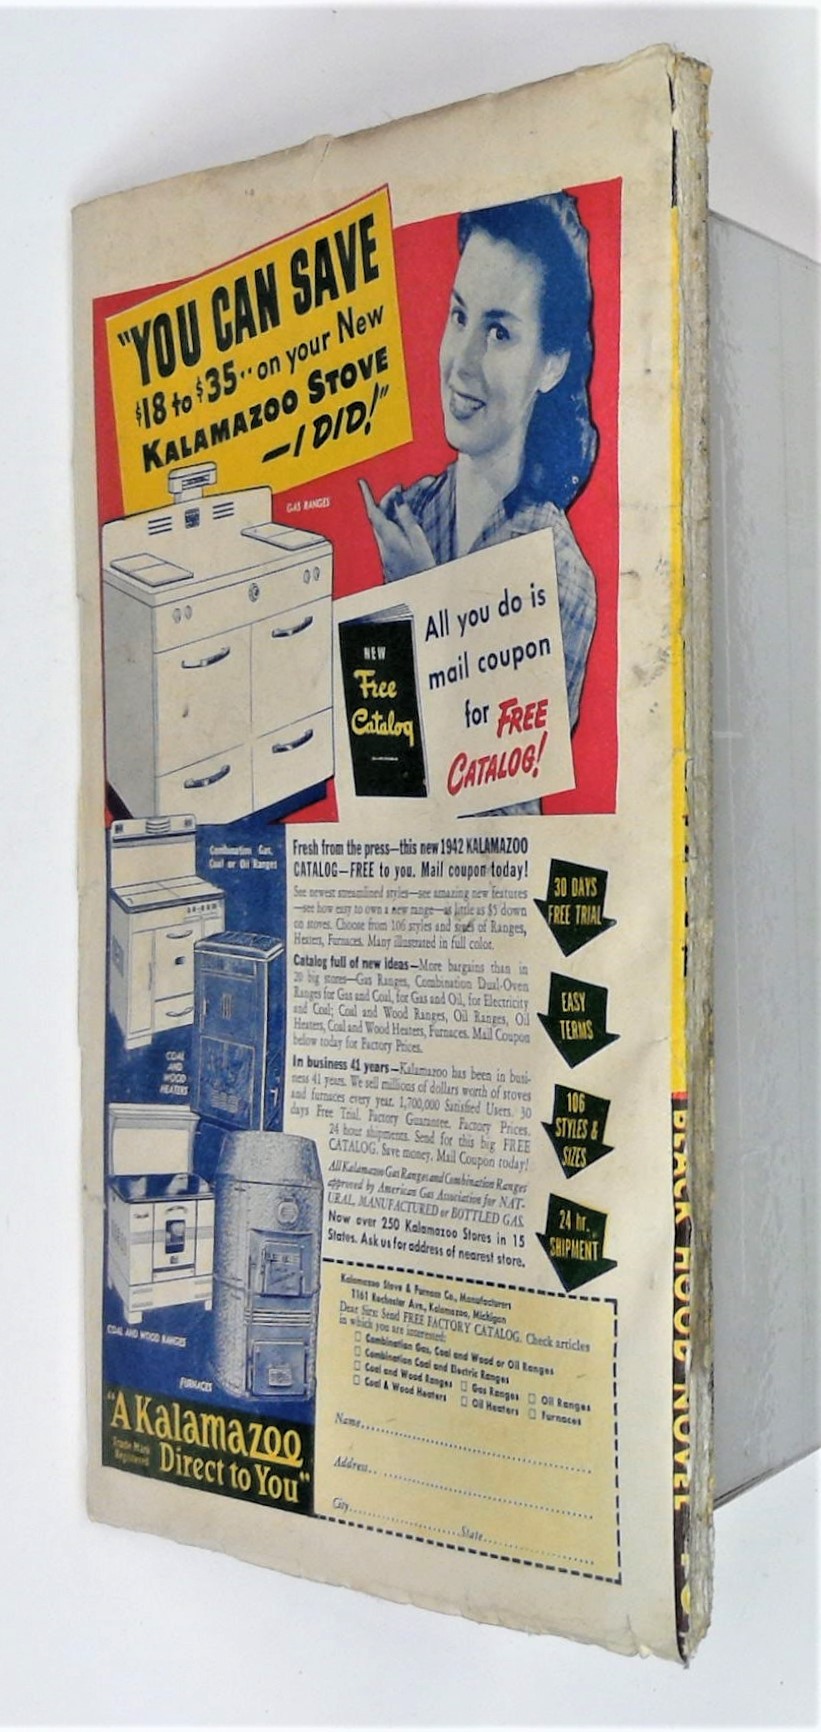 "YOU CAN SAVE
$18 to $35·· on your New
KALAMAZOO STOVE
—I DID!"
GAS RANGES
NEW
Free
Catalog
All you do is
mail coupon
for FREE
CATALOG!
Combination Gas,
Coal or Oil Ranges
COAL
AND
WOOD
HEATERS
COAL AND WOOD RANGES
FURNACES
"A Kalamazoo
Trade Mark
Registered
Direct to You"
Fresh from the press—this new 1942 KALAMAZOO
CATALOG—FREE to you. Mail coupon today!
See newest streamlined styles—see amazing new features
—see how easy to own a new range—as little as $5 down
on stoves. Choose from 106 styles and sizes of Ranges,
Heaters, Furnaces. Many illustrated in full color.
Catalog full of new ideas—More bargains than in
20 big stores—Gas Ranges, Combination Dual-Oven
Ranges for Gas and Coal, for Gas and Oil, for Electricity
and Coal; Coal and Wood Ranges, Oil Ranges, Oil
Heaters, Coal and Wood Heaters, Furnaces. Mail Coupon
below today for Factory Prices.
In business 41 years—Kalamazoo has been in busi-
ness 41 years. We sell millions of dollars worth of stoves
and furnaces every year. 1,700,000 Satisfied Users. 30
days Free Trial. Factory Guarantee. Factory Prices.
24 hour shipments. Send for this big FREE
CATALOG. Save money. Mail Coupon today!
All Kalamazoo Gas Ranges and Combination Ranges
approved by American Gas Association for NAT-
URAL, MANUFACTURED or BOTTLED GAS.
Now over 250 Kalamazoo Stores in 15
States. Ask us for address of nearest store.
30 DAYS
FREE TRIAL
EASY
TERMS
106
STYLES &
SIZES
24 hr.
SHIPMENT
Kalamazoo Stove & Furnace Co., Manufacturers
1161 Rochester Ave., Kalamazoo, Michigan
Dear Sirs: Send FREE FACTORY CATALOG. Check articles
in which you are interested:
☐ Combination Gas, Coal and Wood or Oil Ranges
☐ Combination Coal and Electric Ranges
☐ Coal and Wood Ranges ☐ Gas Ranges ☐ Oil Ranges
☐ Coal & Wood Heaters ☐ Oil Heaters ☐ Furnaces
Name
Address
City State
BLACK HOOD NOVEL